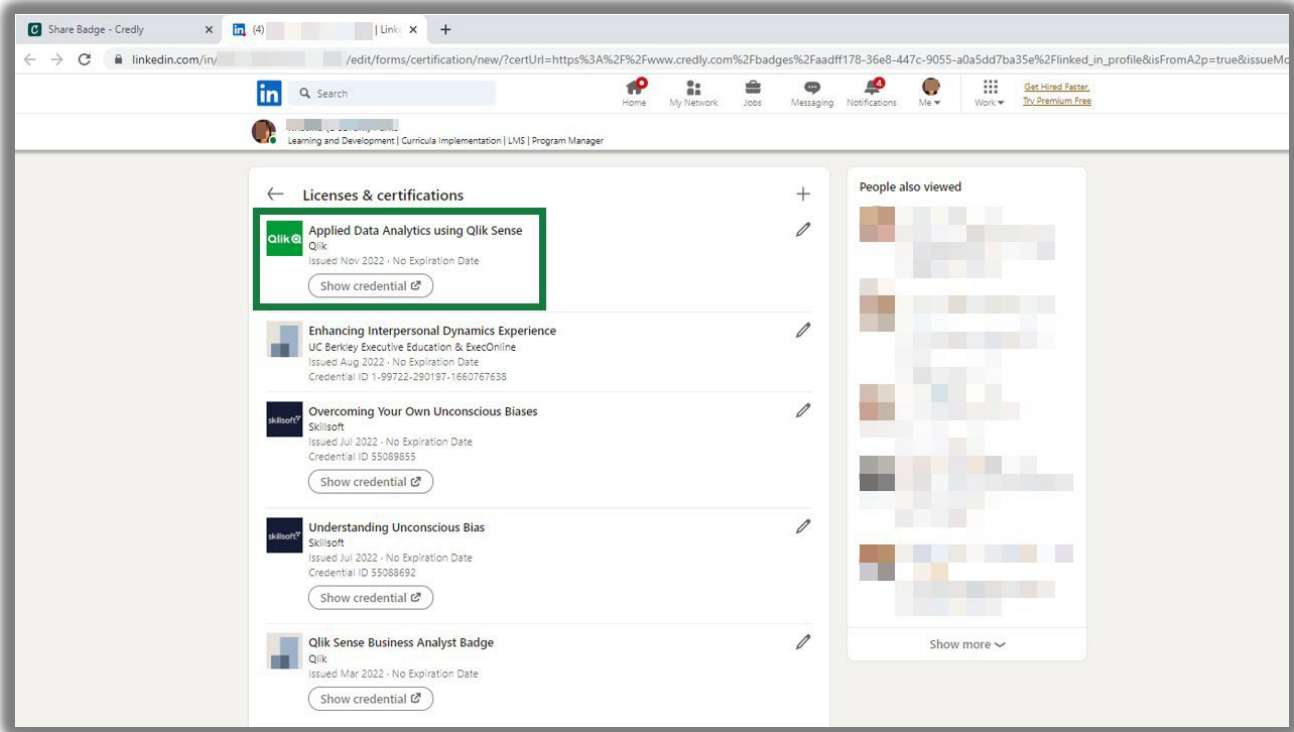 Share Badge - Credly
(4)
| Link
linkedin.com/in/
/edit/forms/certification/new/?certUrl=https%3A%2F%2Fwww.credly.com%2Fbadges%2Faadff178-36e8-447c-9055-a0a5dd7ba35e%2Flinked_in_profile&isFromA2p=true&issueMo
in
Search
Home
My Network
Jobs
Messaging
4
Notifications
Me
Work
Get Hired Faster,
Try Premium Free
Learning and Development | Curricula Implementation | LMS | Program Manager
Licenses & certifications
Qlik
Applied Data Analytics using Qlik Sense
Qlik
Issued Nov 2022 · No Expiration Date
Show credential
Enhancing Interpersonal Dynamics Experience
UC Berkley Executive Education & ExecOnline
Issued Aug 2022 · No Expiration Date
Credential ID 1-99722-290197-1660767638
skillsoft
Overcoming Your Own Unconscious Biases
Skillsoft
Issued Jul 2022 · No Expiration Date
Credential ID 55089855
Show credential
skillsoft
Understanding Unconscious Bias
Skillsoft
Issued Jul 2022 · No Expiration Date
Credential ID 55088692
Show credential
Qlik Sense Business Analyst Badge
Qlik
Issued Mar 2022 · No Expiration Date
Show credential
People also viewed
Show more